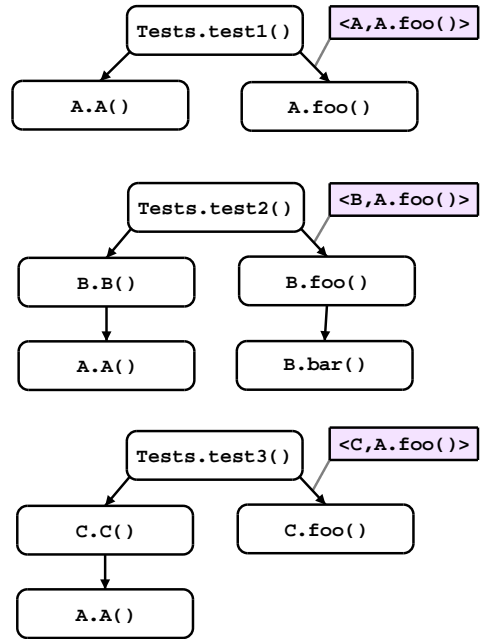 Tests.test1()
<A,A.foo()>
A.A()
A.foo()
Tests.test2()
<B,A.foo()>
B.B()
B.foo()
A.A()
B.bar()
Tests.test3()
<C,A.foo()>
C.C()
C.foo()
A.A()